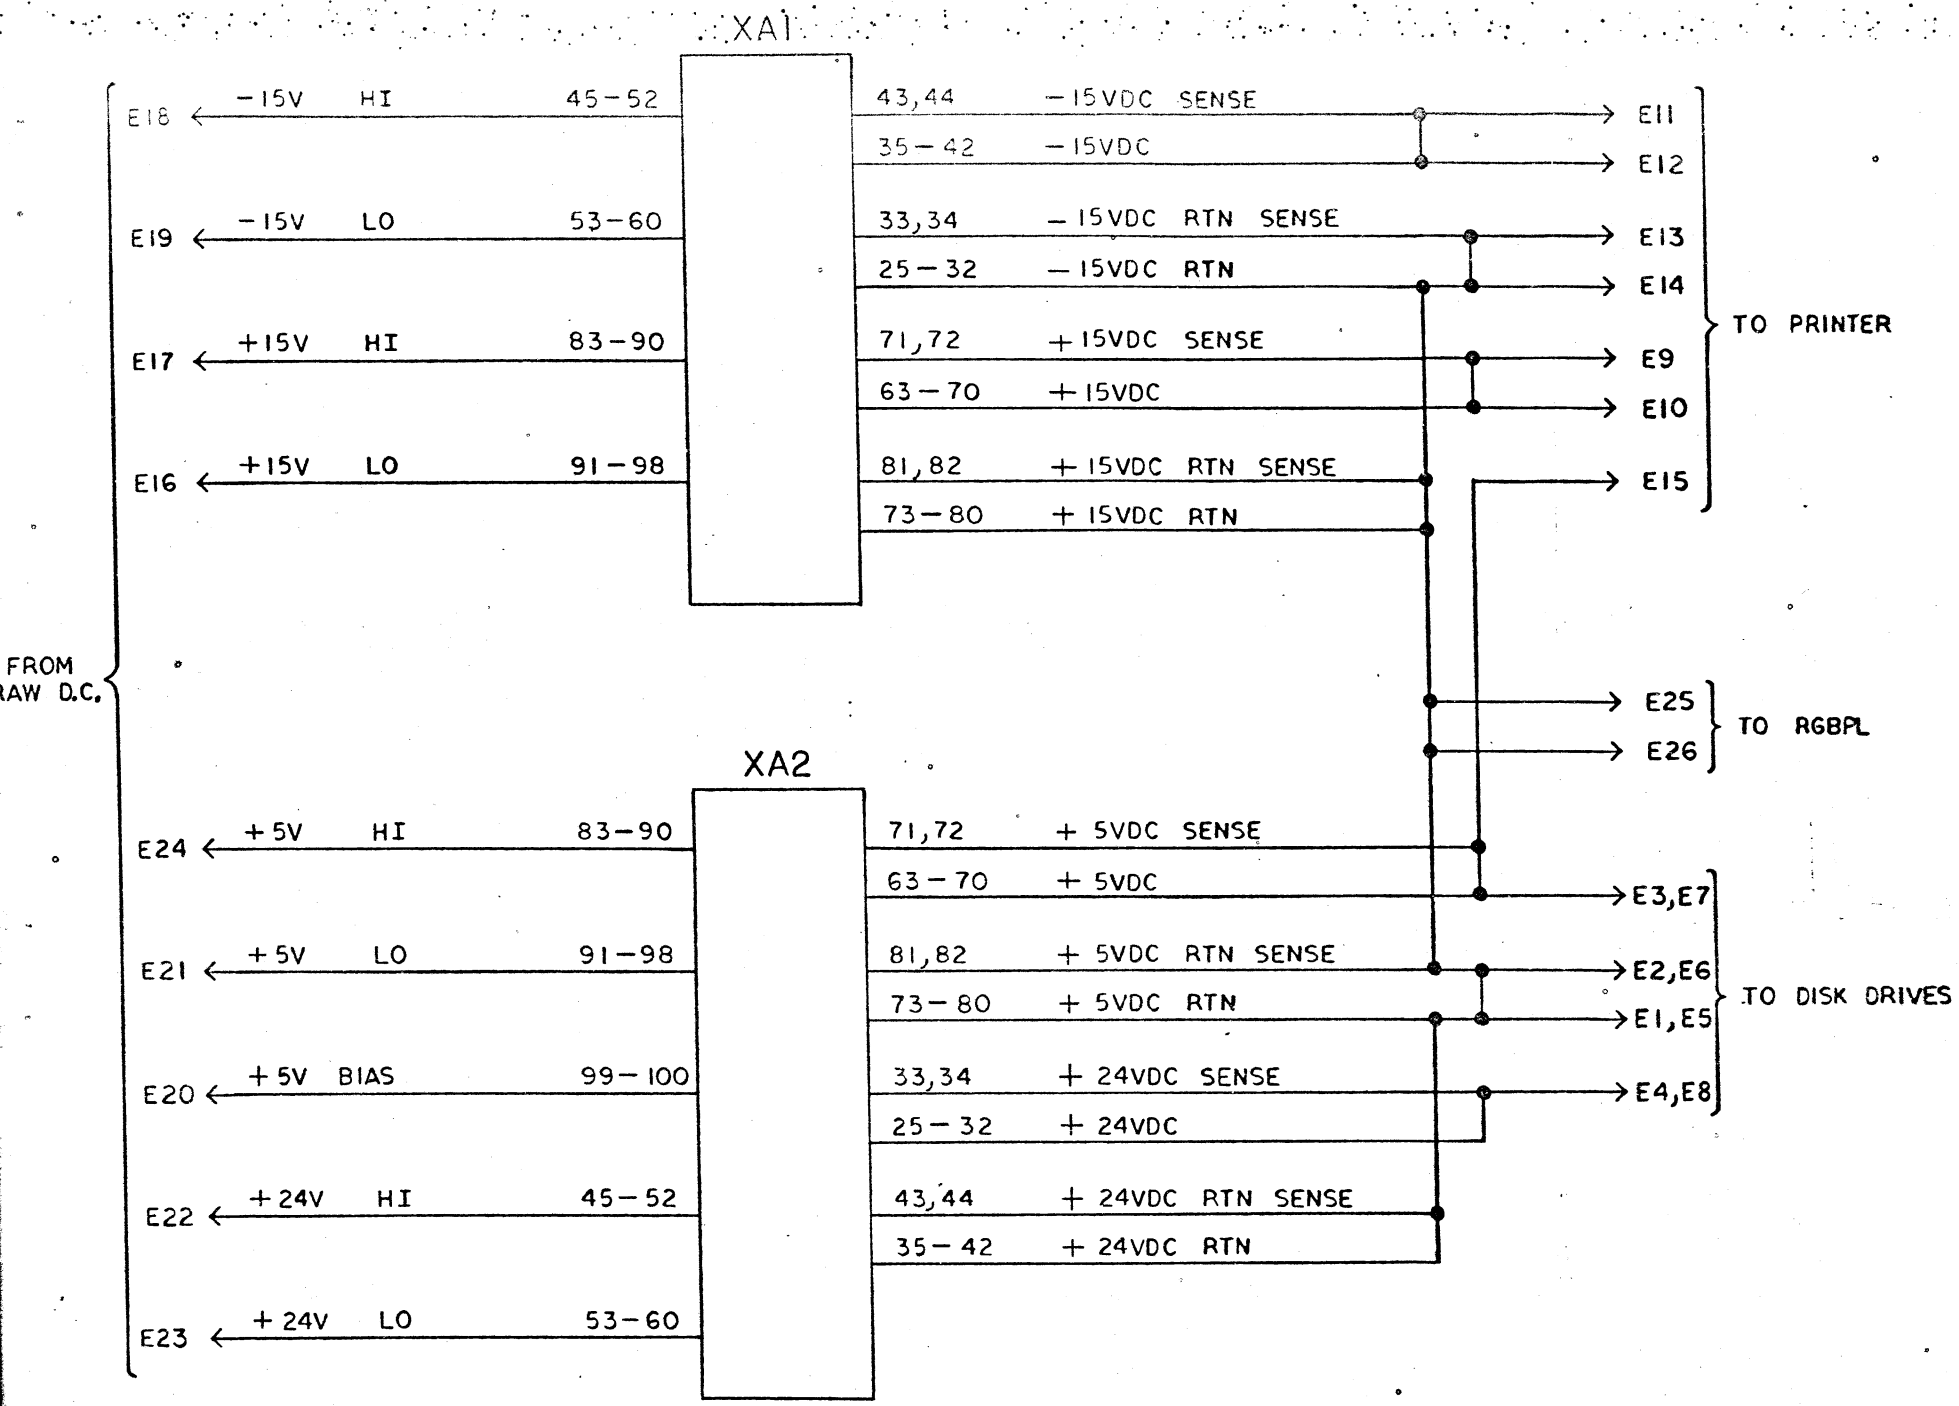 XA1
E18 -15V HI 45-52 43,44 -15VDC SENSE E11
35-42 -15VDC E12
E19 -15V LO 53-60 33,34 -15VDC RTN SENSE E13
25-32 -15VDC RTN E14
E17 +15V HI 83-90 71,72 +15VDC SENSE E9
TO PRINTER
63-70 +15VDC E10
E16 +15V LO 91-98 81,82 +15VDC RTN SENSE E15
73-80 +15VDC RTN
FROM
RAW D.C.
E25
TO RGBPL
E26
XA2
E24 +5V HI 83-90 71,72 + 5VDC SENSE
63-70 + 5VDC E3,E7
E21 +5V LO 91-98 81,82 + 5VDC RTN SENSE E2,E6
TO DISK DRIVES
73-80 + 5VDC RTN E1,E5
E20 +5V BIAS 99-100 33,34 + 24VDC SENSE E4,E8
25-32 + 24VDC
E22 +24V HI 45-52 43,44 + 24VDC RTN SENSE
35-42 + 24VDC RTN
E23 +24V LO 53-60